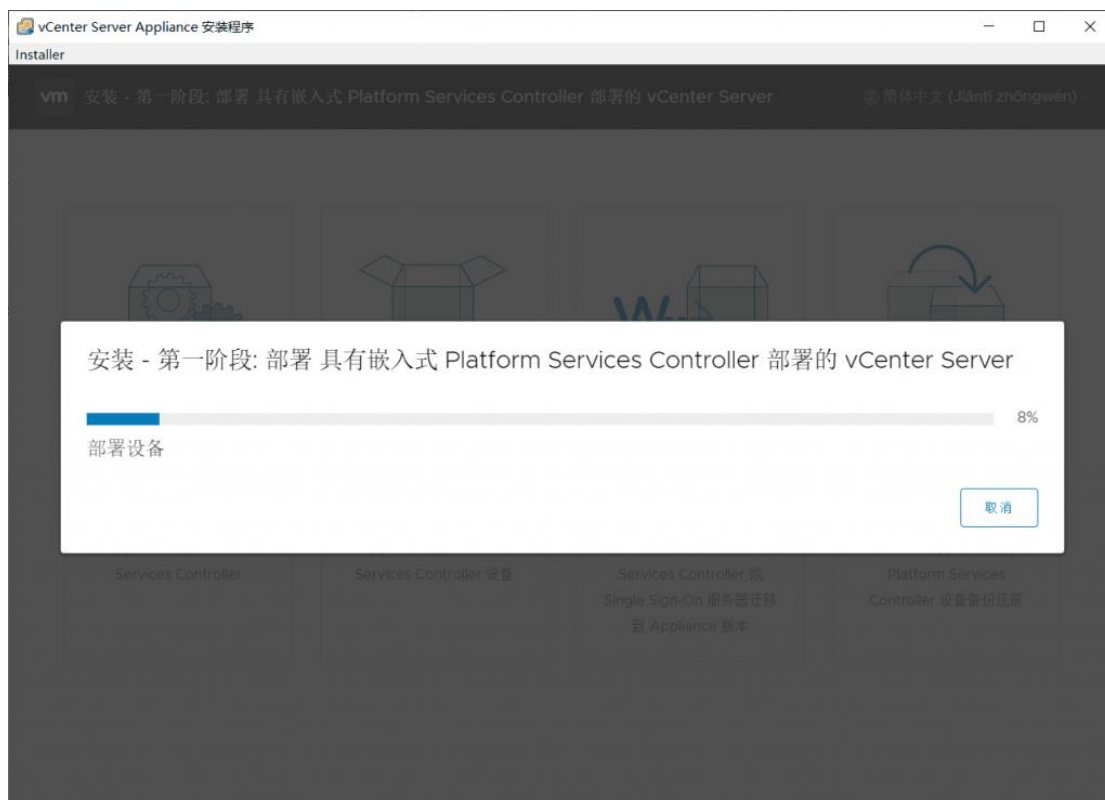 vCenter Server Appliance 安装程序
Installer
vm 安装 - 第一阶段: 部署 具有嵌入式 Platform Services Controller 部署的 vCenter Server 简体中文 (Jiǎntǐ zhōngwén)
安装 - 第一阶段: 部署 具有嵌入式 Platform Services Controller 部署的 vCenter Server
8%
部署设备
取消
Services Controller
Services Controller 设备
Services Controller 或
Single Sign-On 服务器迁移
到 Appliance 版本
Platform Services
Controller 设备备份还原